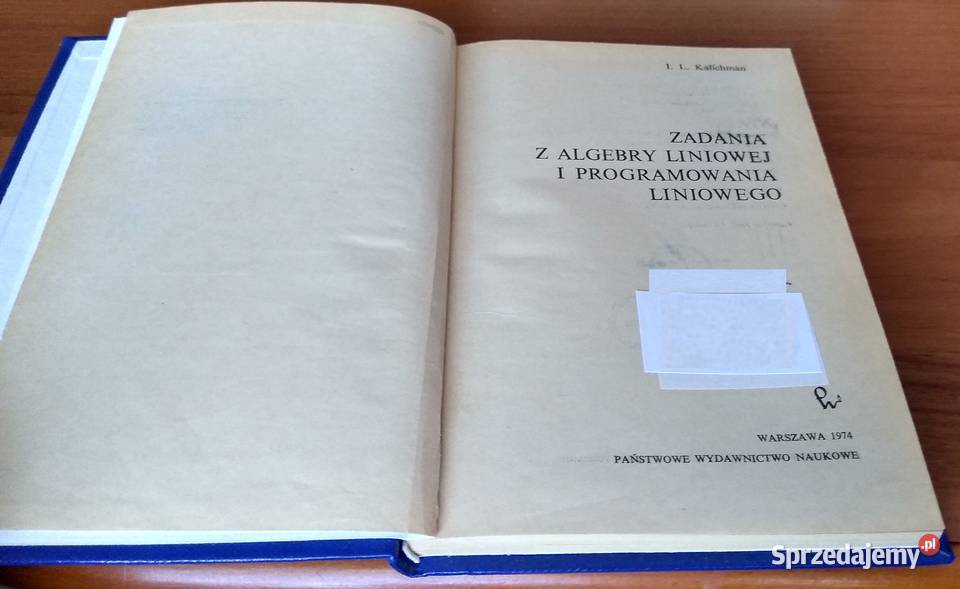 I. L. Kalichman
ZADANIA
Z ALGEBRY LINIOWEJ
I PROGRAMOWANIA
LINIOWEGO
WARSZAWA 1974
PAŃSTWOWE WYDAWNICTWO NAUKOWE
Sprzedajemy.pl